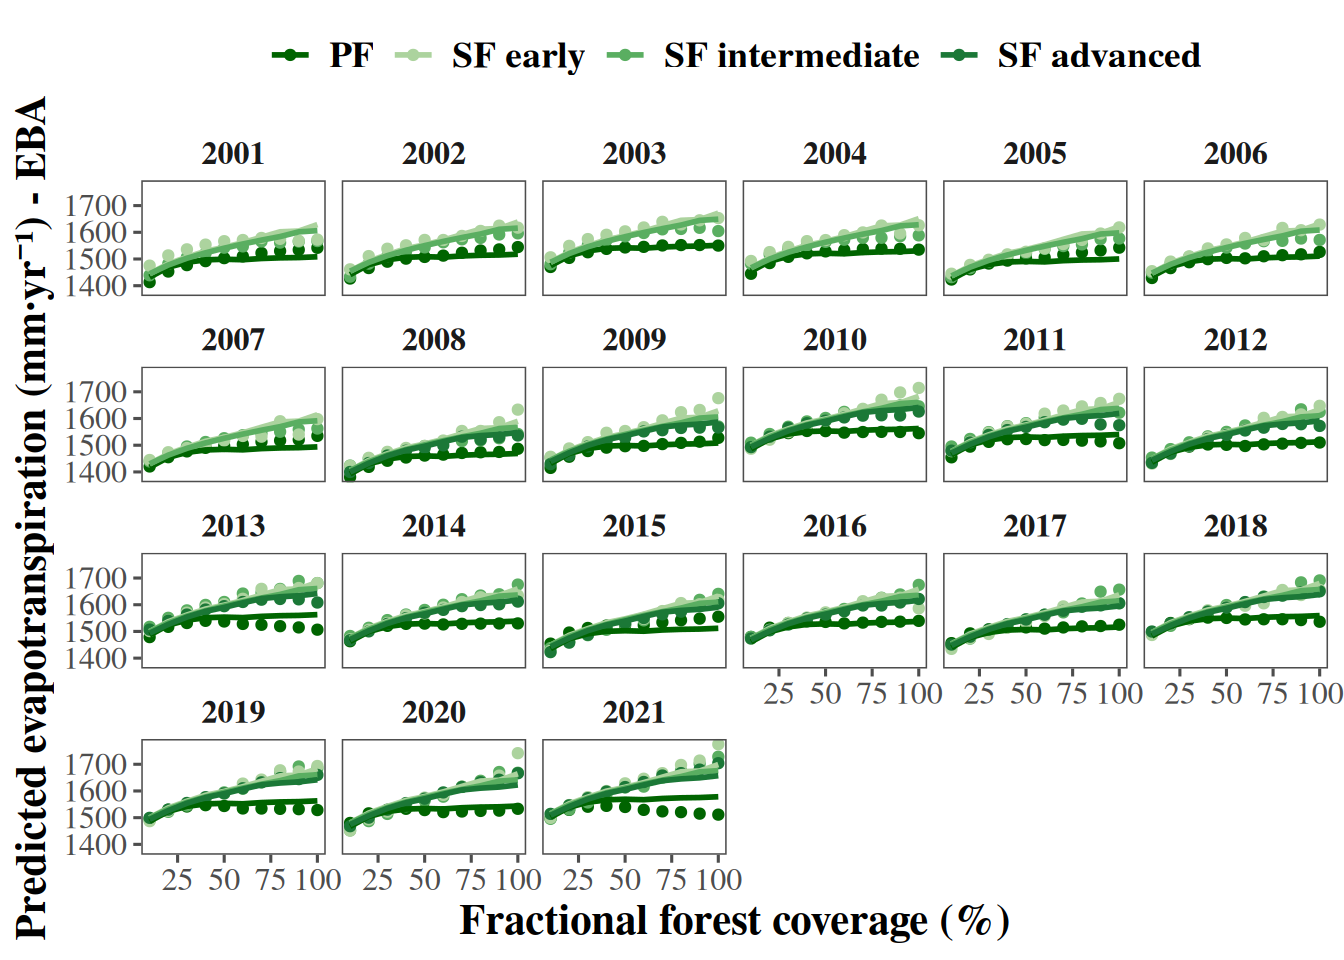 PF SF early SF intermediate SF advanced
Predicted evapotranspiration (mm·yr⁻¹) - EBA
2001 2002 2003 2004 2005 2006
1700
1600
1500
1400
2007 2008 2009 2010 2011 2012
1700
1600
1500
1400
2013 2014 2015 2016 2017 2018
1700
1600
1500
1400
25 50 75 100 25 50 75 100 25 50 75 100
2019 2020 2021
1700
1600
1500
1400
25 50 75 100 25 50 75 100 25 50 75 100
Fractional forest coverage (%)